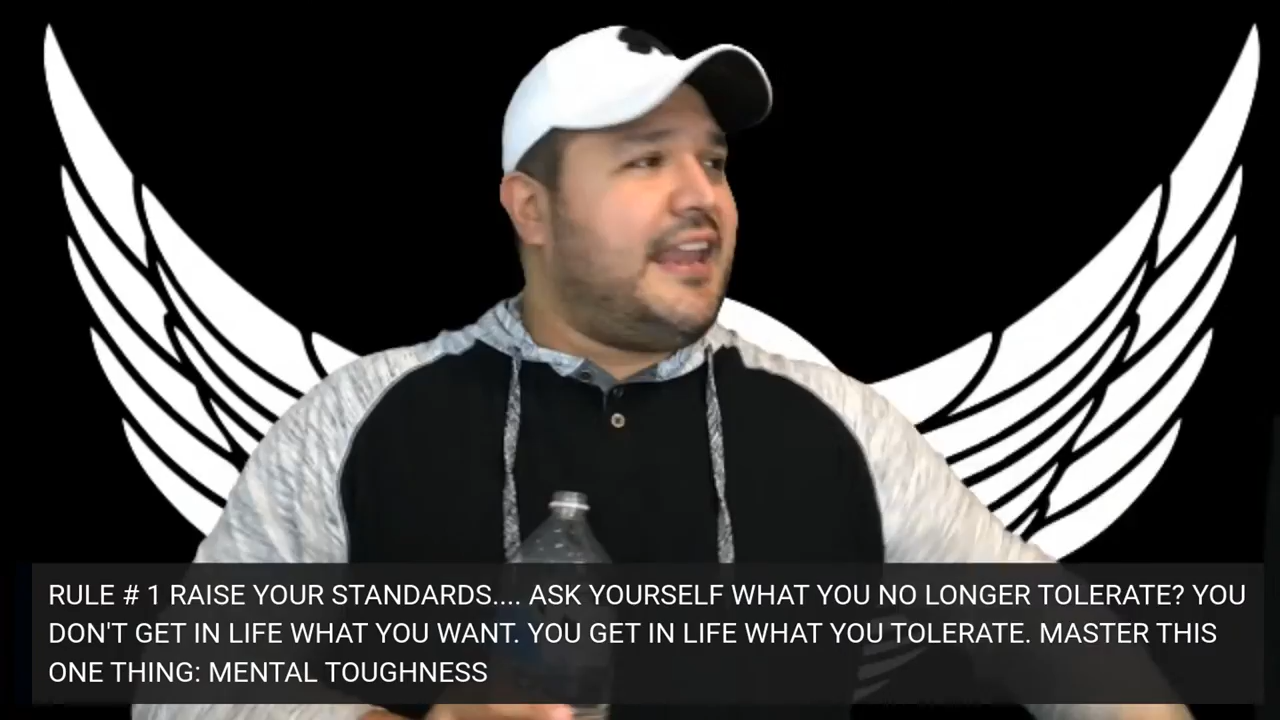 RULE # 1 RAISE YOUR STANDARDS.... ASK YOURSELF WHAT YOU NO LONGER TOLERATE? YOU
DON'T GET IN LIFE WHAT YOU WANT. YOU GET IN LIFE WHAT YOU TOLERATE. MASTER THIS
ONE THING: MENTAL TOUGHNESS